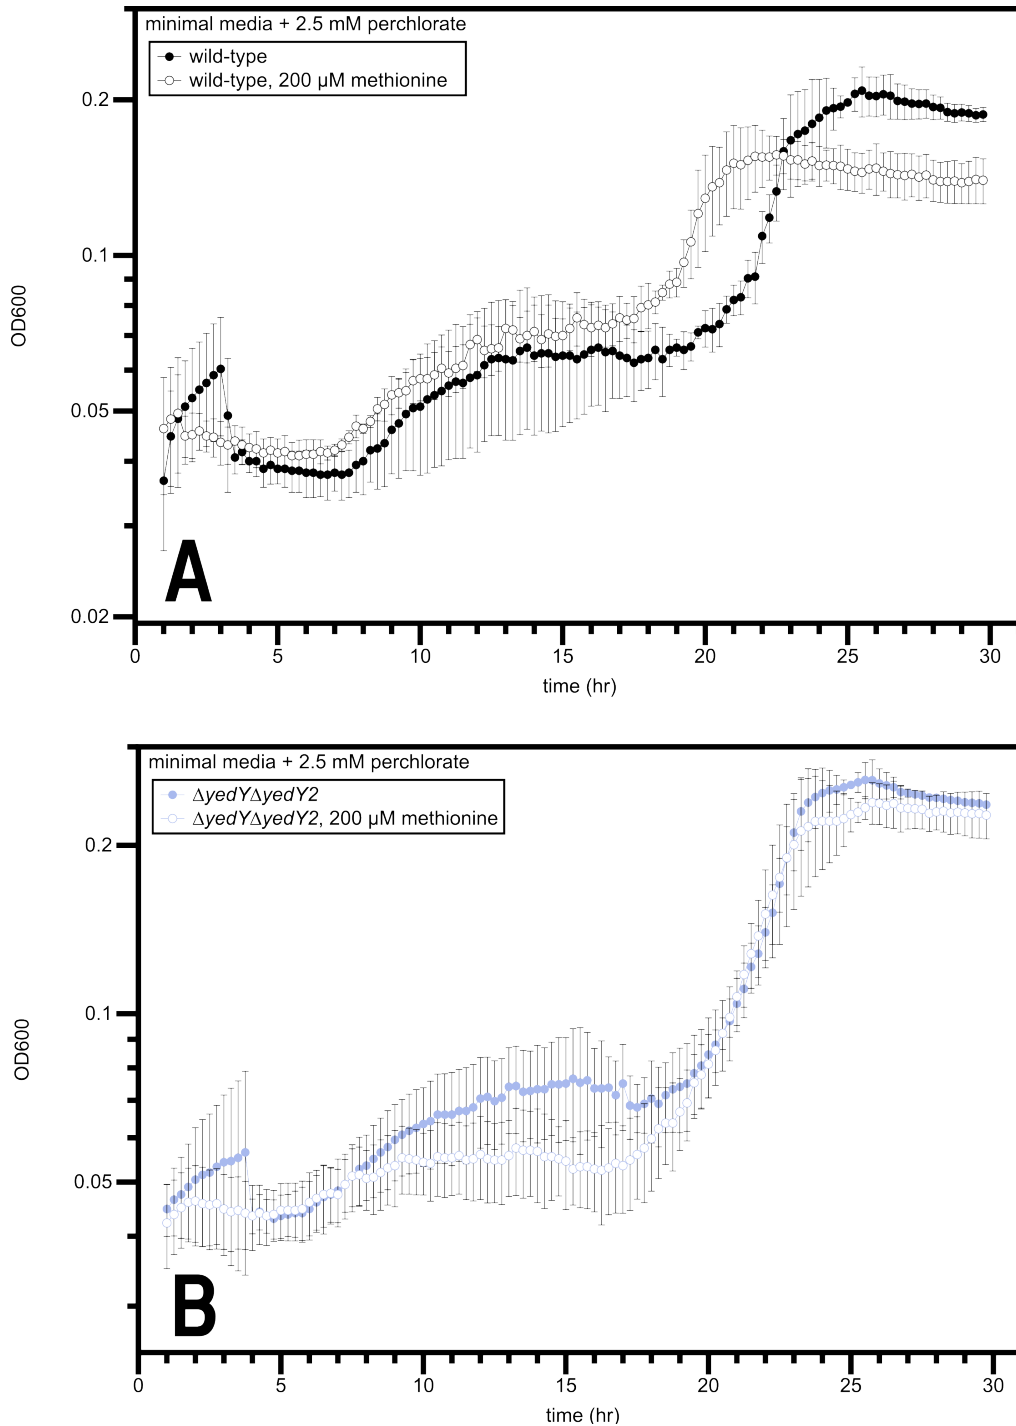 minimal media + 2.5 mM perchlorate
wild-type
wild-type, 200 µM methionine
0.2
0.1
0.05
0.02
OD600
A
0 5 10 15 20 25 30
time (hr)
minimal media + 2.5 mM perchlorate
ΔyedYΔyedY2
ΔyedYΔyedY2, 200 µM methionine
0.2
0.1
0.05
OD600
B
0 5 10 15 20 25 30
time (hr)